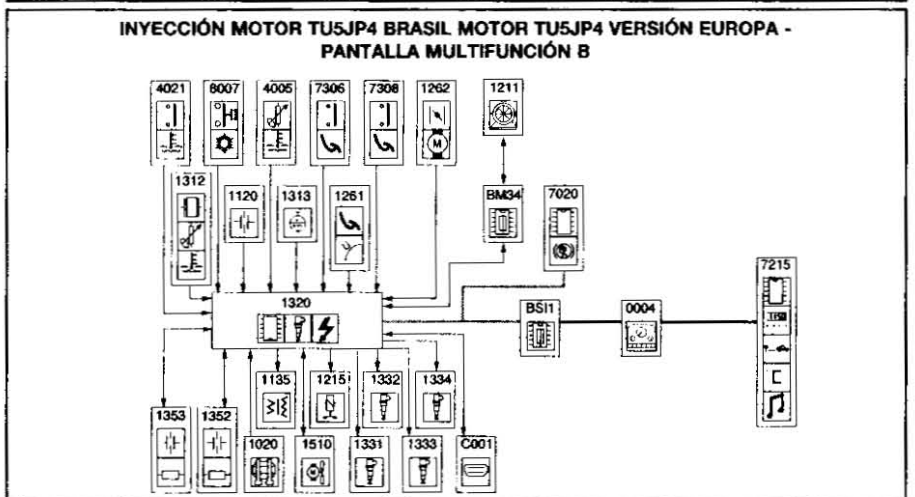 INYECCIÓN MOTOR TU5JP4 BRASIL MOTOR TU5JP4 VERSIÓN EUROPA -
PANTALLA MULTIFUNCIÓN B
4021 8007 4005 7306 7308 1262 1211
1312 1120 1313 1261 BM34 7020
M
7215
1320 BSI1 0004
1135 1215 1332 1334
1353 1352 1020 1510 1331 1333 C001